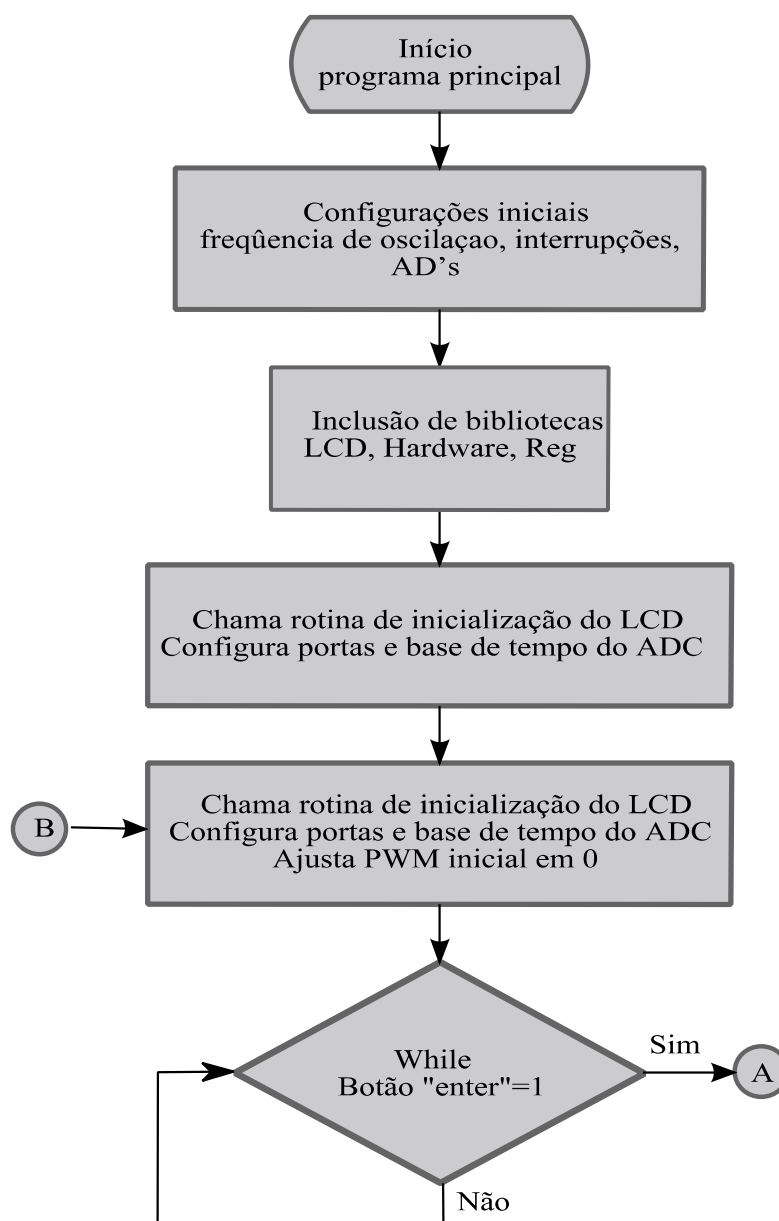 Início
programa principal
Configurações iniciais
freqûencia de oscilaçao, interrupções,
AD's
Inclusão de bibliotecas
LCD, Hardware, Reg
Chama rotina de inicialização do LCD
Configura portas e base de tempo do ADC
B
Chama rotina de inicialização do LCD
Configura portas e base de tempo do ADC
Ajusta PWM inicial em 0
While
Botão "enter"=1
Sim
A
Não